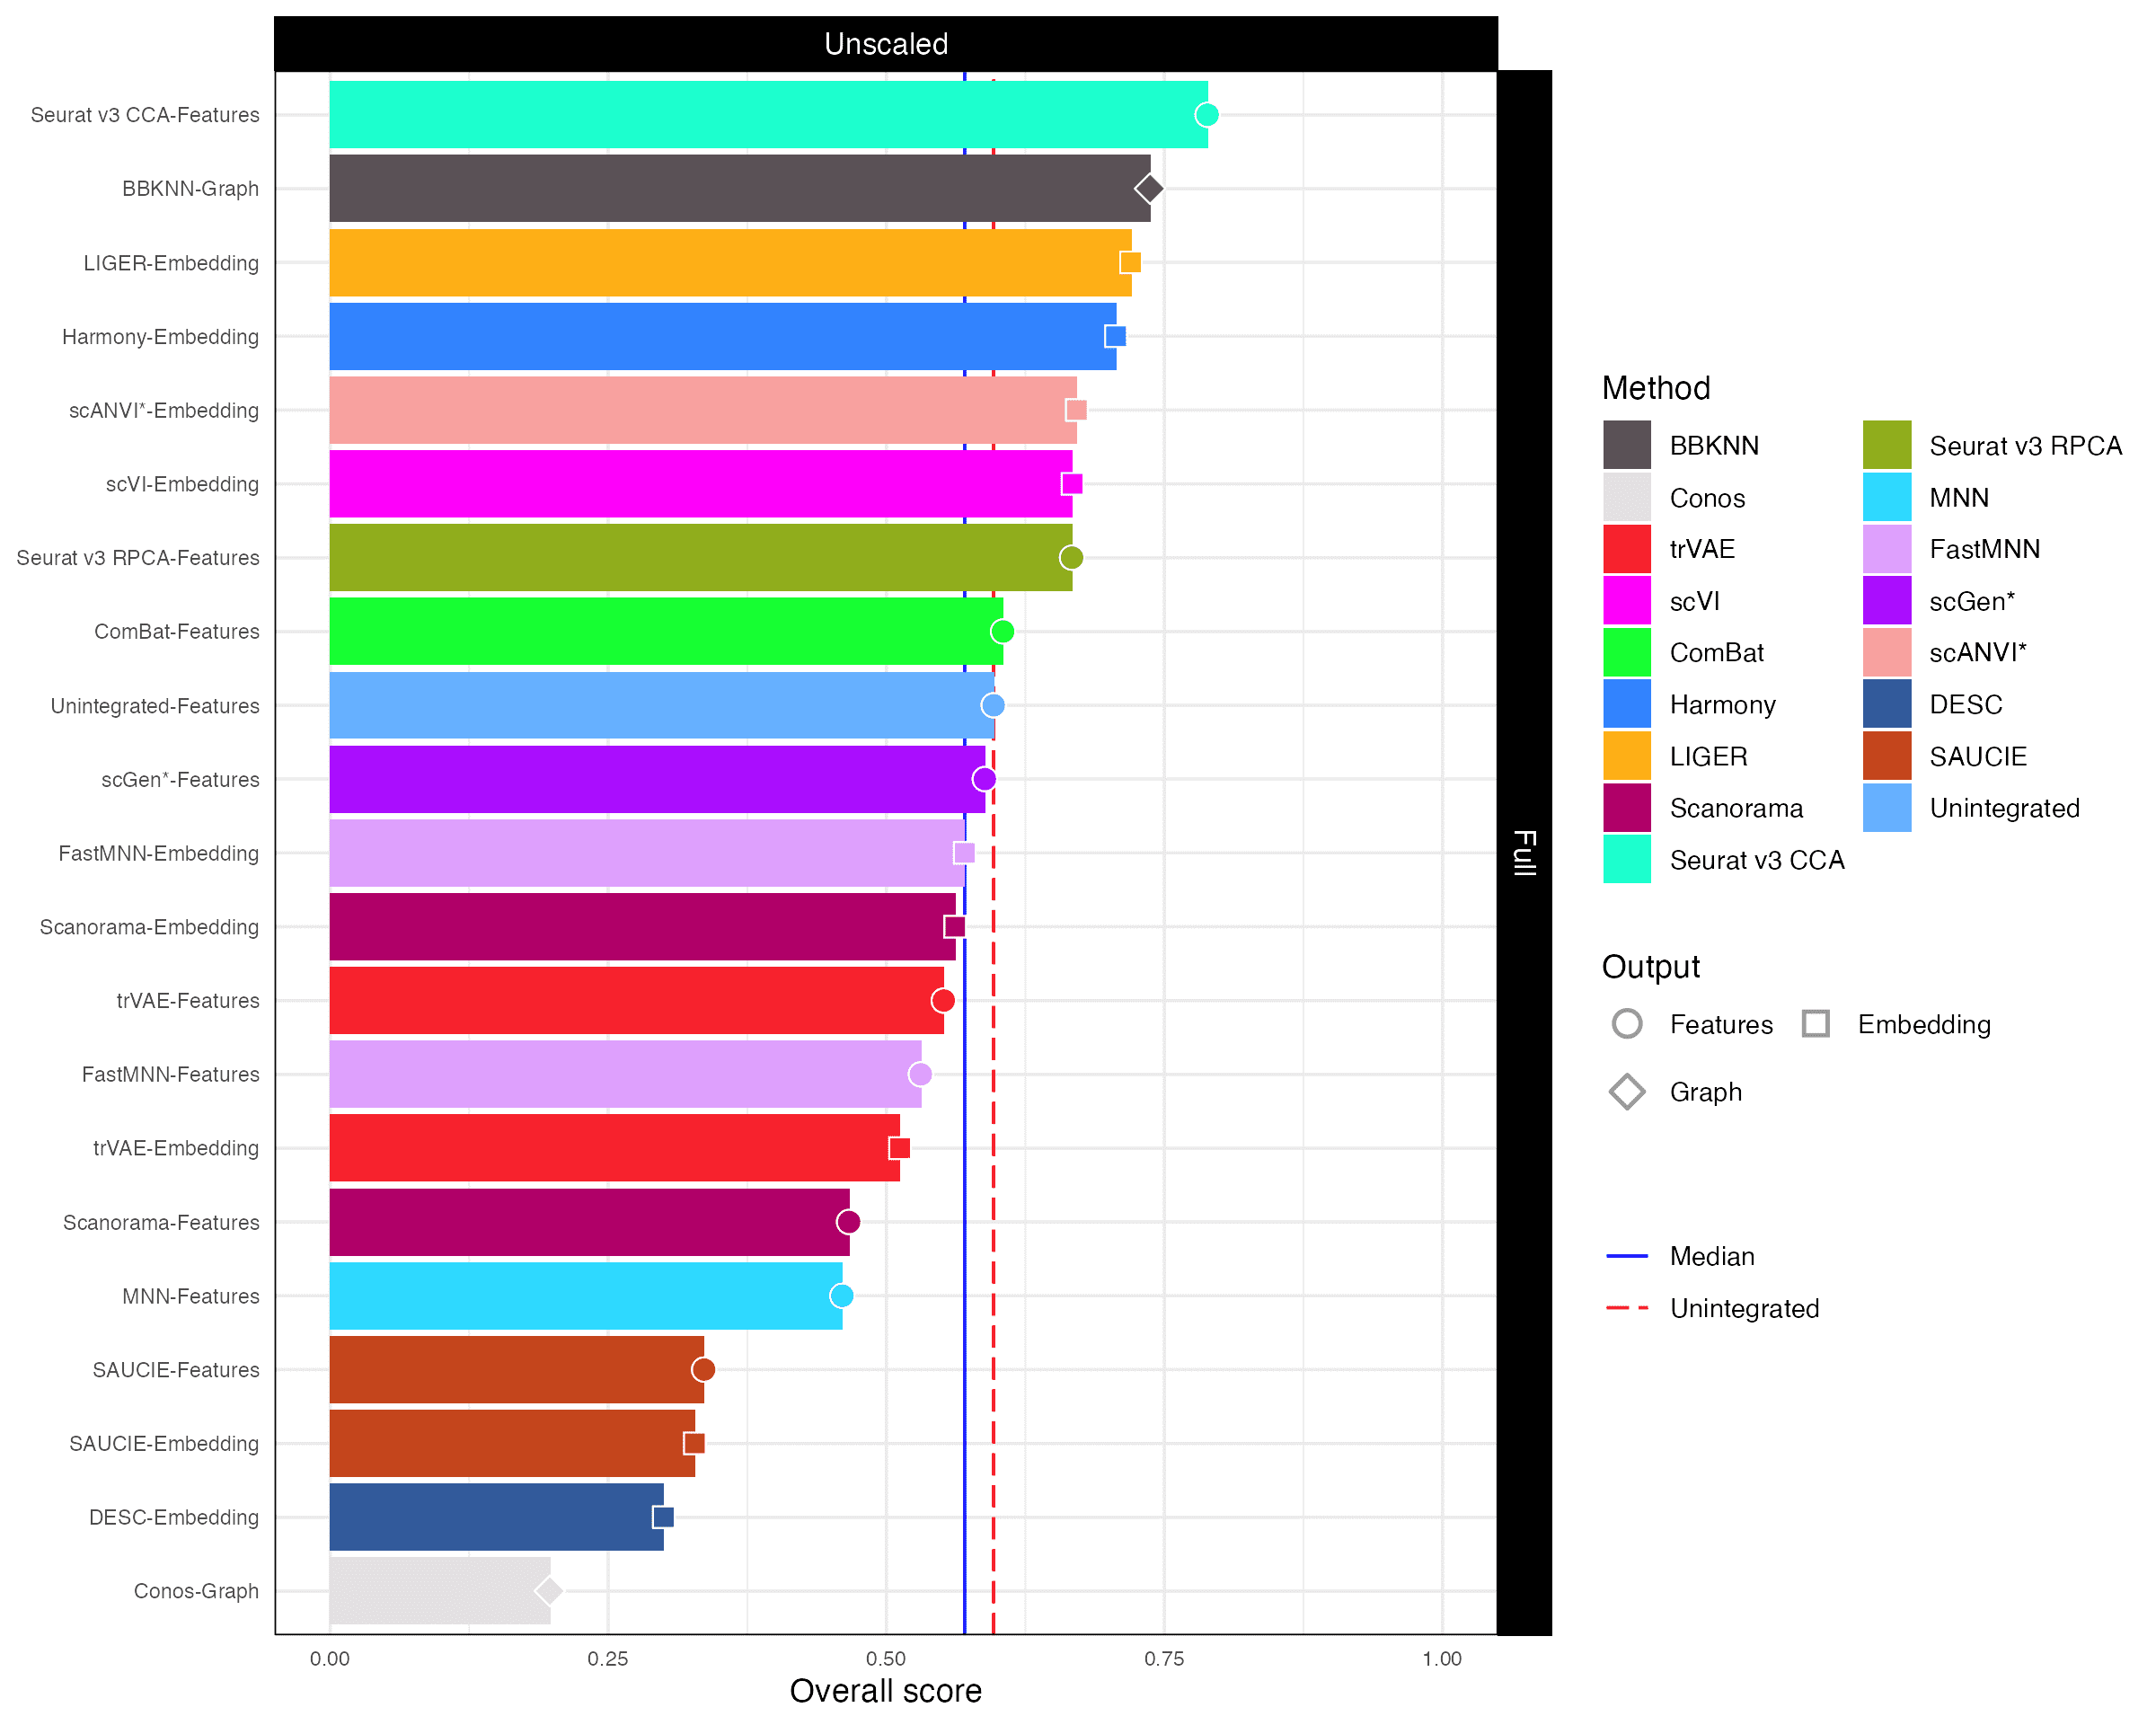 Unscaled
Seurat v3 CCA-Features
BBKNN-Graph
LIGER-Embedding
Harmony-Embedding
scANVI*-Embedding
scVI-Embedding
Seurat v3 RPCA-Features
ComBat-Features
Unintegrated-Features
scGen*-Features
FastMNN-Embedding
Scanorama-Embedding
trVAE-Features
FastMNN-Features
trVAE-Embedding
Scanorama-Features
MNN-Features
SAUCIE-Features
SAUCIE-Embedding
DESC-Embedding
Conos-Graph
0.00 0.25 0.50 0.75 1.00
Overall score
Full
Method
BBKNN
Conos
trVAE
scVI
ComBat
Harmony
LIGER
Scanorama
Seurat v3 CCA
Seurat v3 RPCA
MNN
FastMNN
scGen*
scANVI*
DESC
SAUCIE
Unintegrated
Output
Features Embedding
Graph
Median
Unintegrated